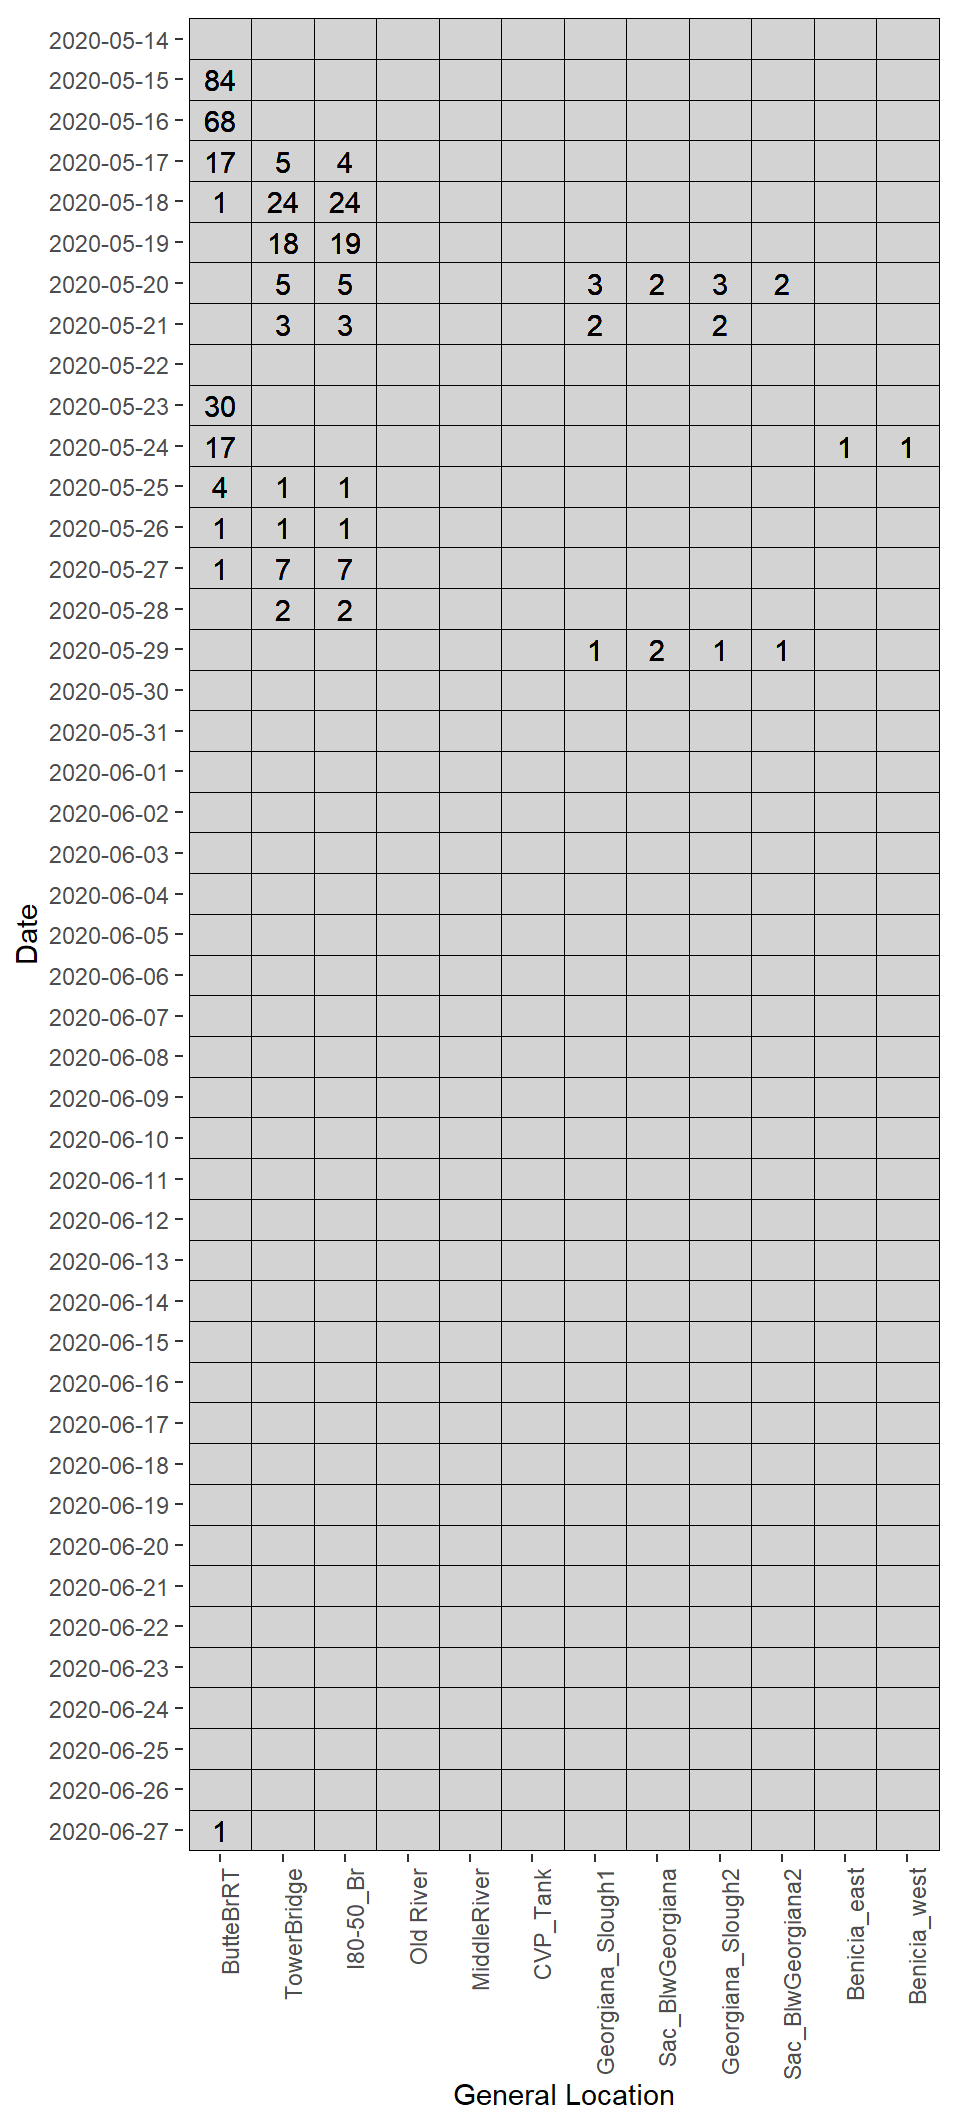 2020-05-14
2020-05-15 84
2020-05-16 68
2020-05-17 17 5 4
2020-05-18 1 24 24
2020-05-19 18 19
2020-05-20 5 5 3 2 3 2
2020-05-21 3 3 2 2
2020-05-22
2020-05-23 30
2020-05-24 17 1 1
2020-05-25 4 1 1
2020-05-26 1 1 1
2020-05-27 1 7 7
2020-05-28 2 2
2020-05-29 1 2 1 1
2020-05-30
2020-05-31
2020-06-01
2020-06-02
2020-06-03
2020-06-04
2020-06-05
2020-06-06
2020-06-07
2020-06-08
2020-06-09
2020-06-10
2020-06-11
2020-06-12
2020-06-13
2020-06-14
2020-06-15
2020-06-16
2020-06-17
2020-06-18
2020-06-19
2020-06-20
2020-06-21
2020-06-22
2020-06-23
2020-06-24
2020-06-25
2020-06-26
2020-06-27 1
Date
ButteBrRT
TowerBridge
I80-50_Br
Old River
MiddleRiver
CVP_Tank
Georgiana_Slough1
Sac_BlwGeorgiana
Georgiana_Slough2
Sac_BlwGeorgiana2
Benicia_east
Benicia_west
General Location